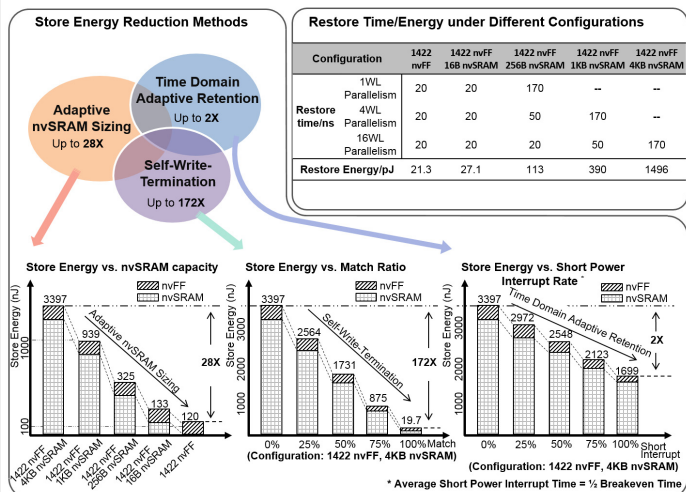 Store Energy Reduction Methods
Time Domain
Adaptive Retention
Up to 2X
Adaptive
nvSRAM Sizing
Up to 28X
Self-Write-
Termination
Up to 172X
Restore Time/Energy under Different Configurations
Configuration 1422 nvFF 1422 nvFF 16B nvSRAM 1422 nvFF 256B nvSRAM 1422 nvFF 1KB nvSRAM 1422 nvFF 4KB nvSRAM
Restore time/ns
1WL Parallelism 20 20 170 -- --
4WL Parallelism 20 20 50 170 --
16WL Parallelism 20 20 20 50 170
Restore Energy/pJ 21.3 27.1 113 390 1496
Store Energy vs. nvSRAM capacity
Store Energy (nJ)
1000
100
nvFF
nvSRAM
3397
939
325
133
120
Adaptive nvSRAM Sizing
28X
1422 nvFF 4KB nvSRAM
1422 nvFF 1KB nvSRAM
1422 nvFF 256B nvSRAM
1422 nvFF 16B nvSRAM
1422 nvFF
Store Energy vs. Match Ratio
Store Energy (nJ)
3000
2000
1000
nvFF
nvSRAM
3397
2564
1731
875
19.7
Self-Write-Termination
172X
0% 25% 50% 75% 100% Match
(Configuration: 1422 nvFF, 4KB nvSRAM)
Store Energy vs. Short Power
Interrupt Rate *
Store Energy (nJ)
3000
2000
1000
nvFF
nvSRAM
3397
2972
2548
2123
1699
Time Domain Adaptive Retention
2X
0% 25% 50% 75% 100% Short
Interrupt
(Configuration: 1422 nvFF, 4KB nvSRAM)
* Average Short Power Interrupt Time = ½ Breakeven Time